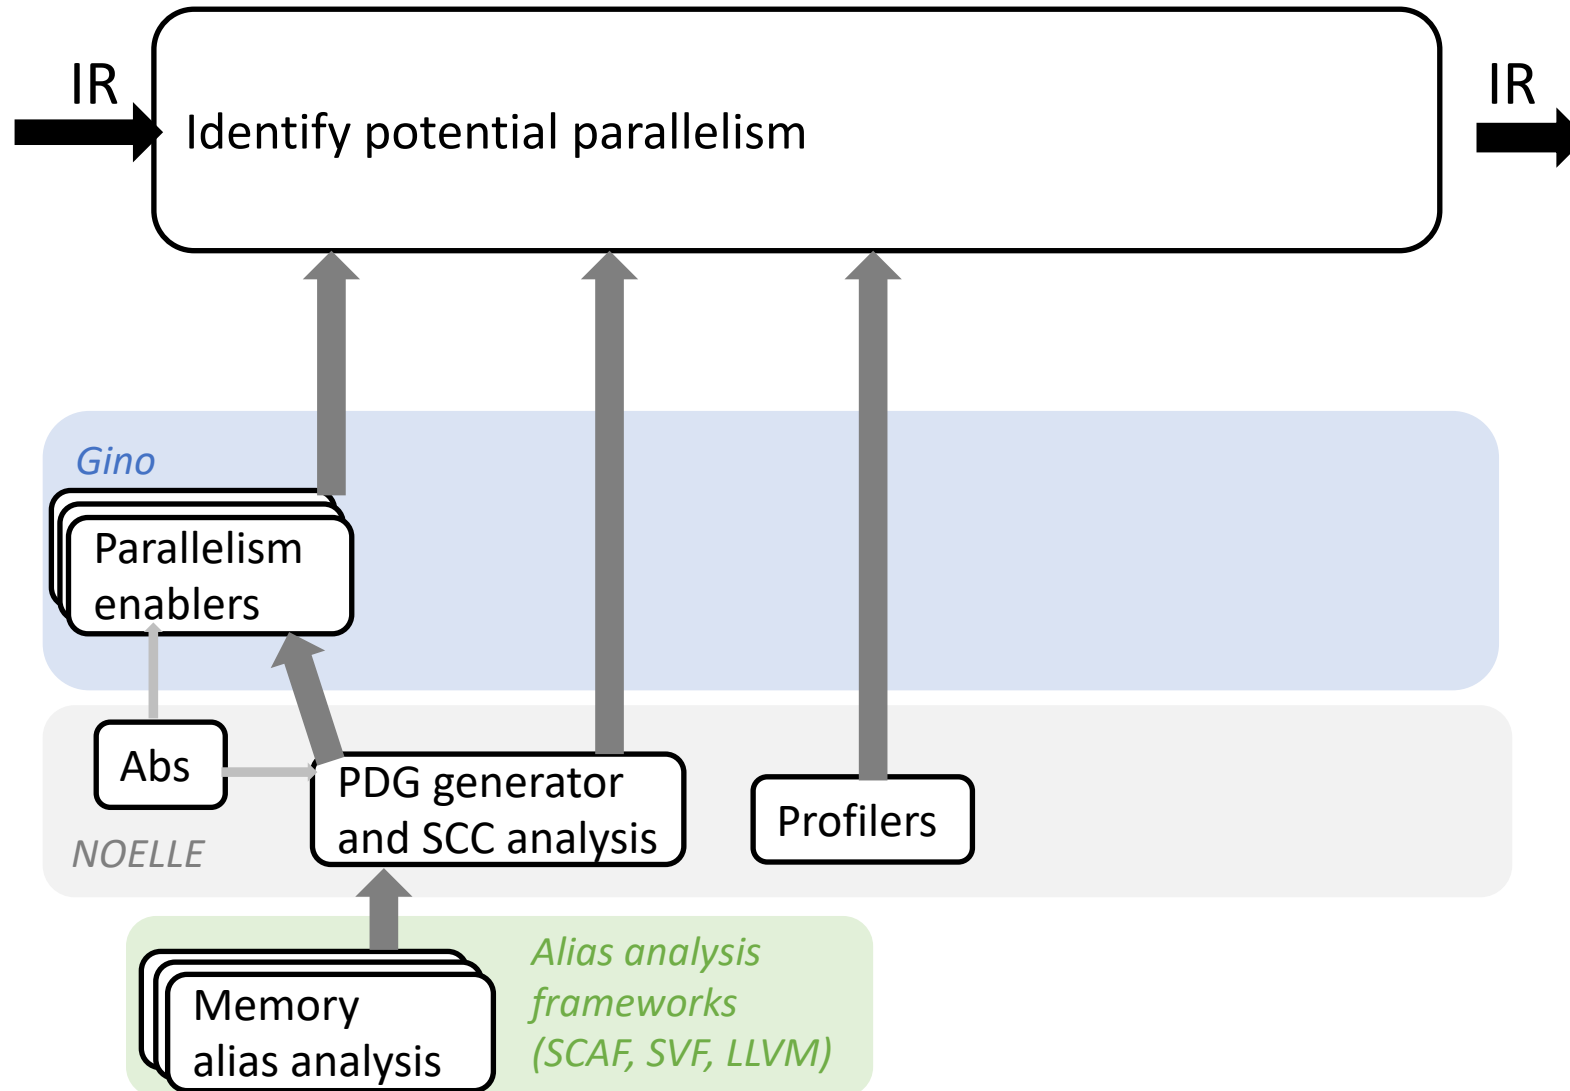 IR
IR
Identify potential parallelism
Gino
Parallelism
enablers
Abs
PDG generator
and SCC analysis
Profilers
NOELLE
Alias analysis
frameworks
(SCAF, SVF, LLVM)
Memory
alias analysis